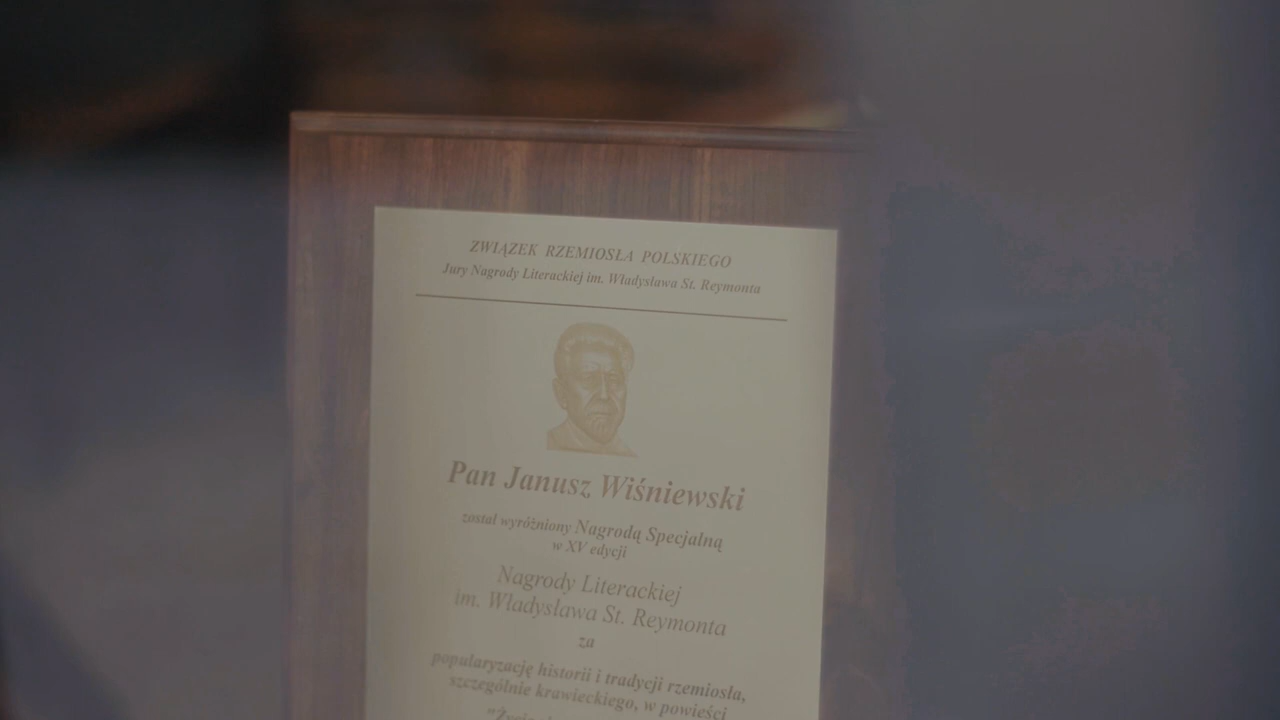 ZWIĄZEK RZEMIOSŁA POLSKIEGO
Jury Nagrody Literackiej im. Władysława St. Reymonta
Pan Janusz Wiśniewski
został wyróżniony Nagrodą Specjalną
w XV edycji
Nagrody Literackiej
im. Władysława St. Reymonta
za
popularyzację historii i tradycji rzemiosła,
szczególnie krawieckiego, w powieści
"Życie